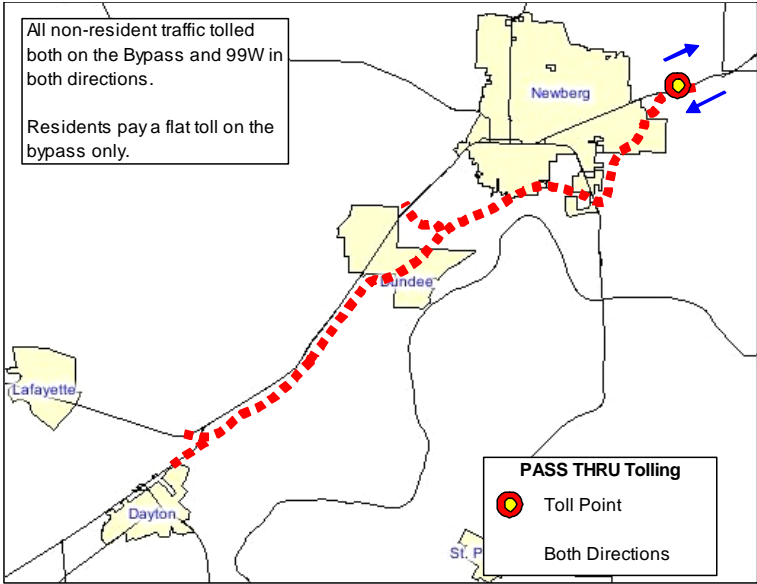 All non-resident traffic tolled
both on the Bypass and 99W in
both directions.
Residents pay a flat toll on the
bypass only.
Newberg
Dundee
Lafayette
Dayton
St. P
PASS THRU Tolling
Toll Point
Both Directions